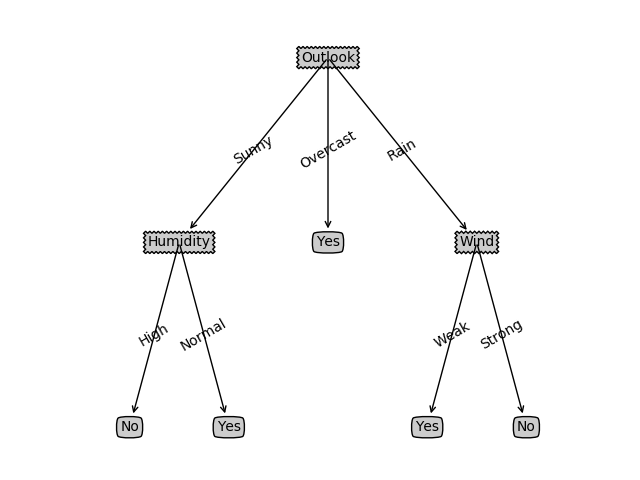 Outlook
Sunny
Overcast
Rain
Humidity
Yes
Wind
High
Normal
Weak
Strong
No
Yes
Yes
No